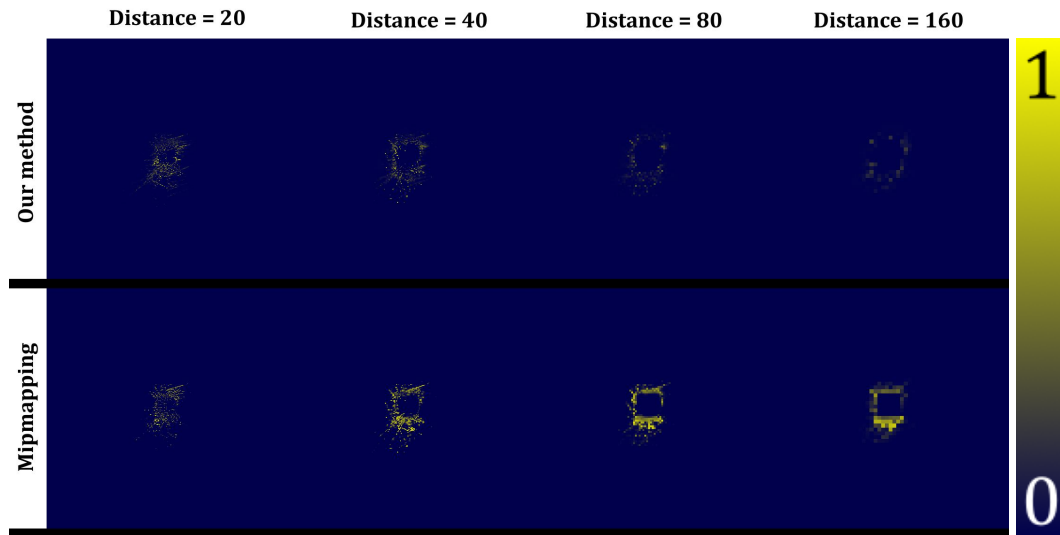 Distance = 20 Distance = 40 Distance = 80 Distance = 160
Our method
Mipmapping
1
0